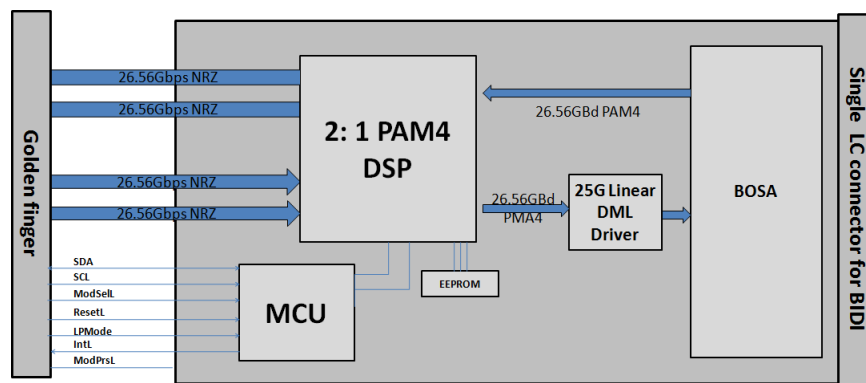 Golden finger
26.56Gbps NRZ
26.56Gbps NRZ
26.56Gbps NRZ
26.56Gbps NRZ
2: 1 PAM4
DSP
26.56GBd PAM4
26.56GBd
PMA4
25G Linear
DML
Driver
BOSA
Single LC connector for BIDI
SDA
SCL
ModSelL
ResetL
LPMode
IntL
ModPrsL
MCU
EEPROM